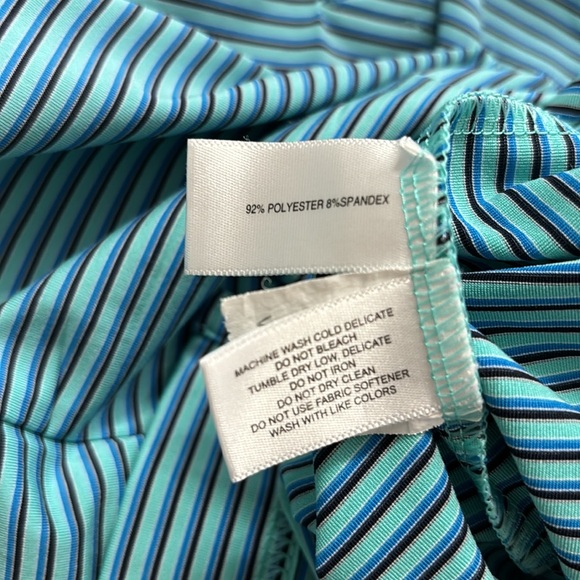 92% POLYESTER 8%SPANDEX
MACHINE WASH COLD DELICATE
DO NOT BLEACH
TUMBLE DRY LOW, DELICATE
DO NOT IRON
DO NOT DRY CLEAN
DO NOT USE FABRIC SOFTENER
WASH WITH LIKE COLORS